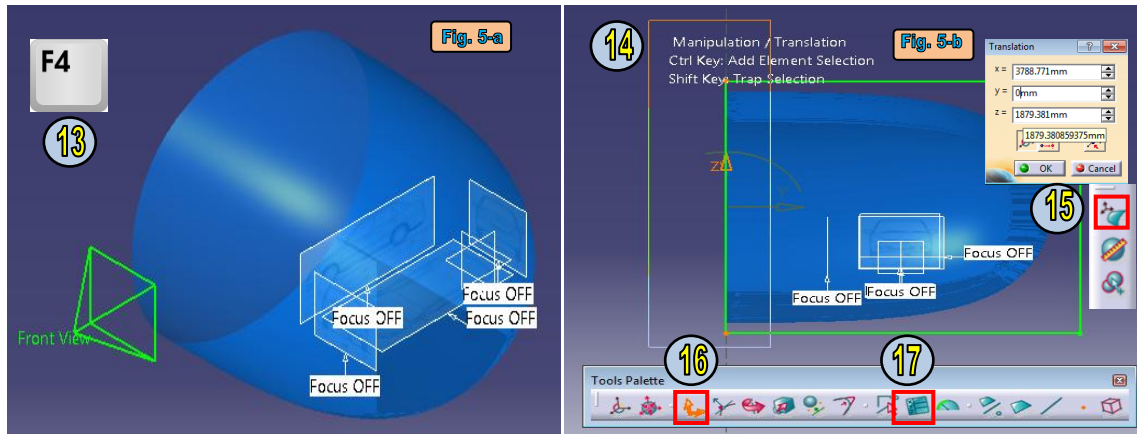 F4
13
Fig. 5-a
Front View
Focus OFF
Focus OFF
Focus OFF
Focus OFF
14
Manipulation / Translation
Ctrl Key: Add Element Selection
Shift Key: Trap Selection
Fig. 5-b
Translation
x = 3788.771mm
y = 0mm
z = 1879.381mm
1879.380859375mm
OK
Cancel
15
Focus OFF
Focus OFF
Focus OFF
16
17
Tools Palette